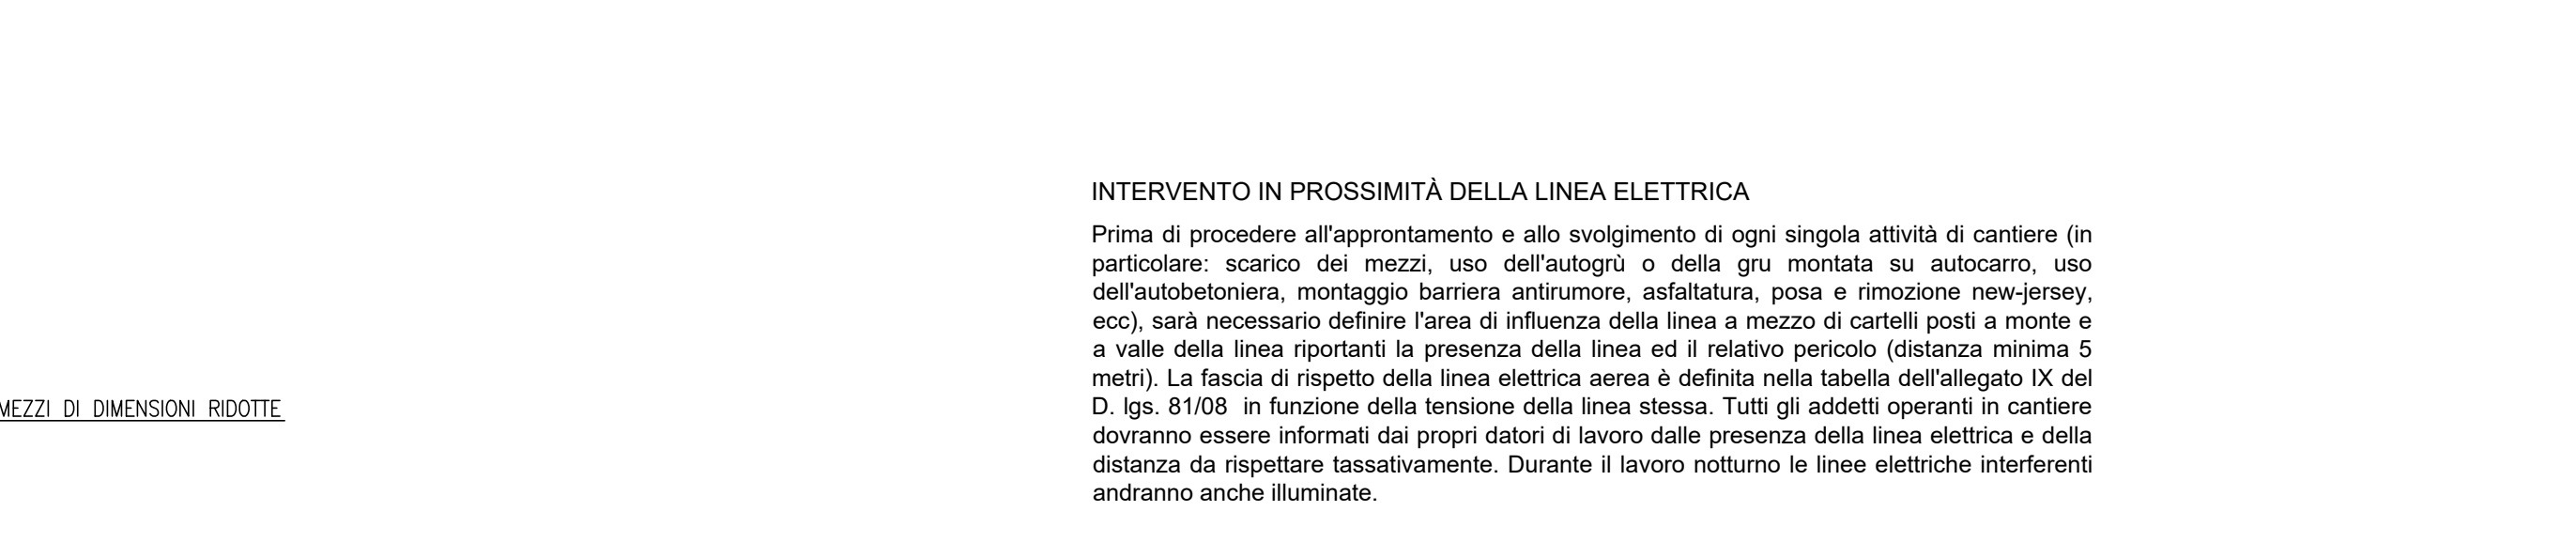 INTERVENTO IN PROSSIMITÀ DELLA LINEA ELETTRICA
Prima di procedere all'approntamento e allo svolgimento di ogni singola attività di cantiere (in
particolare: scarico dei mezzi, uso dell'autogrù o della gru montata su autocarro, uso
dell'autobetoniera, montaggio barriera antirumore, asfaltatura, posa e rimozione new-jersey,
ecc), sarà necessario definire l'area di influenza della linea a mezzo di cartelli posti a monte e
a valle della linea riportanti la presenza della linea ed il relativo pericolo (distanza minima 5
metri). La fascia di rispetto della linea elettrica aerea è definita nella tabella dell'allegato IX del
D. lgs. 81/08  in funzione della tensione della linea stessa. Tutti gli addetti operanti in cantiere
dovranno essere informati dai propri datori di lavoro dalle presenza della linea elettrica e della
distanza da rispettare tassativamente. Durante il lavoro notturno le linee elettriche interferenti
andranno anche illuminate.
MEZZI DI DIMENSIONI RIDOTTE